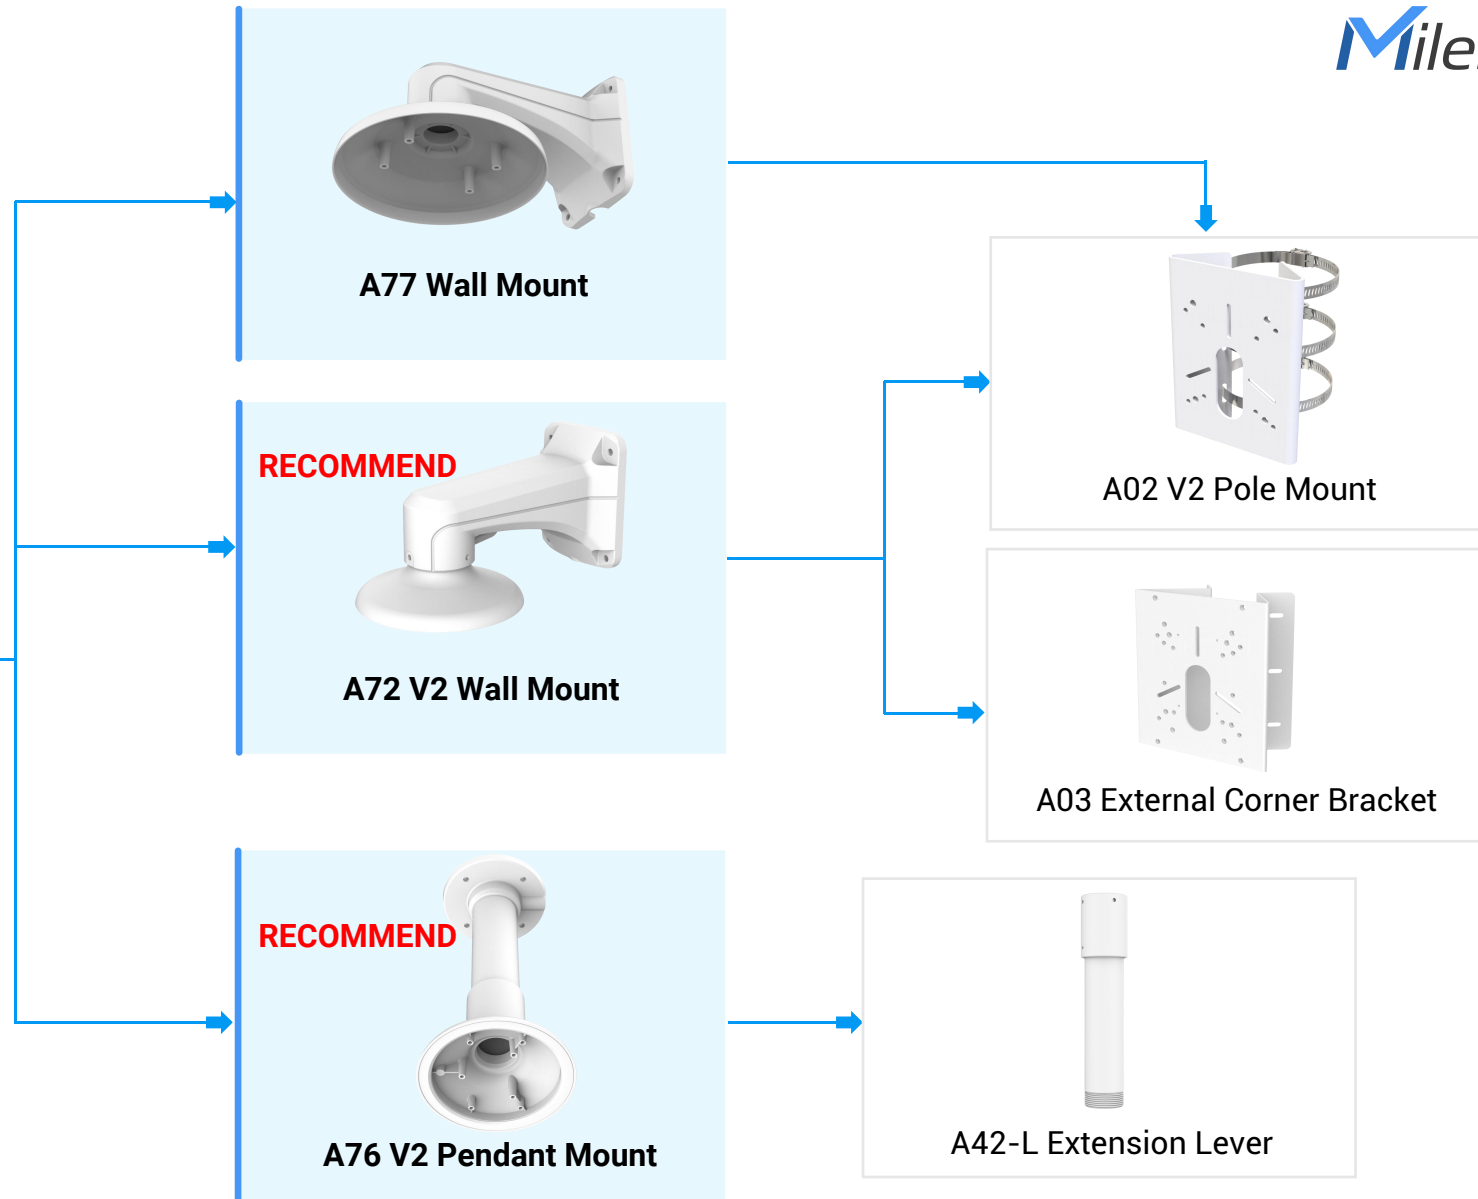 A77 Wall Mount
RECOMMEND
A72 V2 Wall Mount
RECOMMEND
A76 V2 Pendant Mount
A02 V2 Pole Mount
A03 External Corner Bracket
A42-L Extension Lever